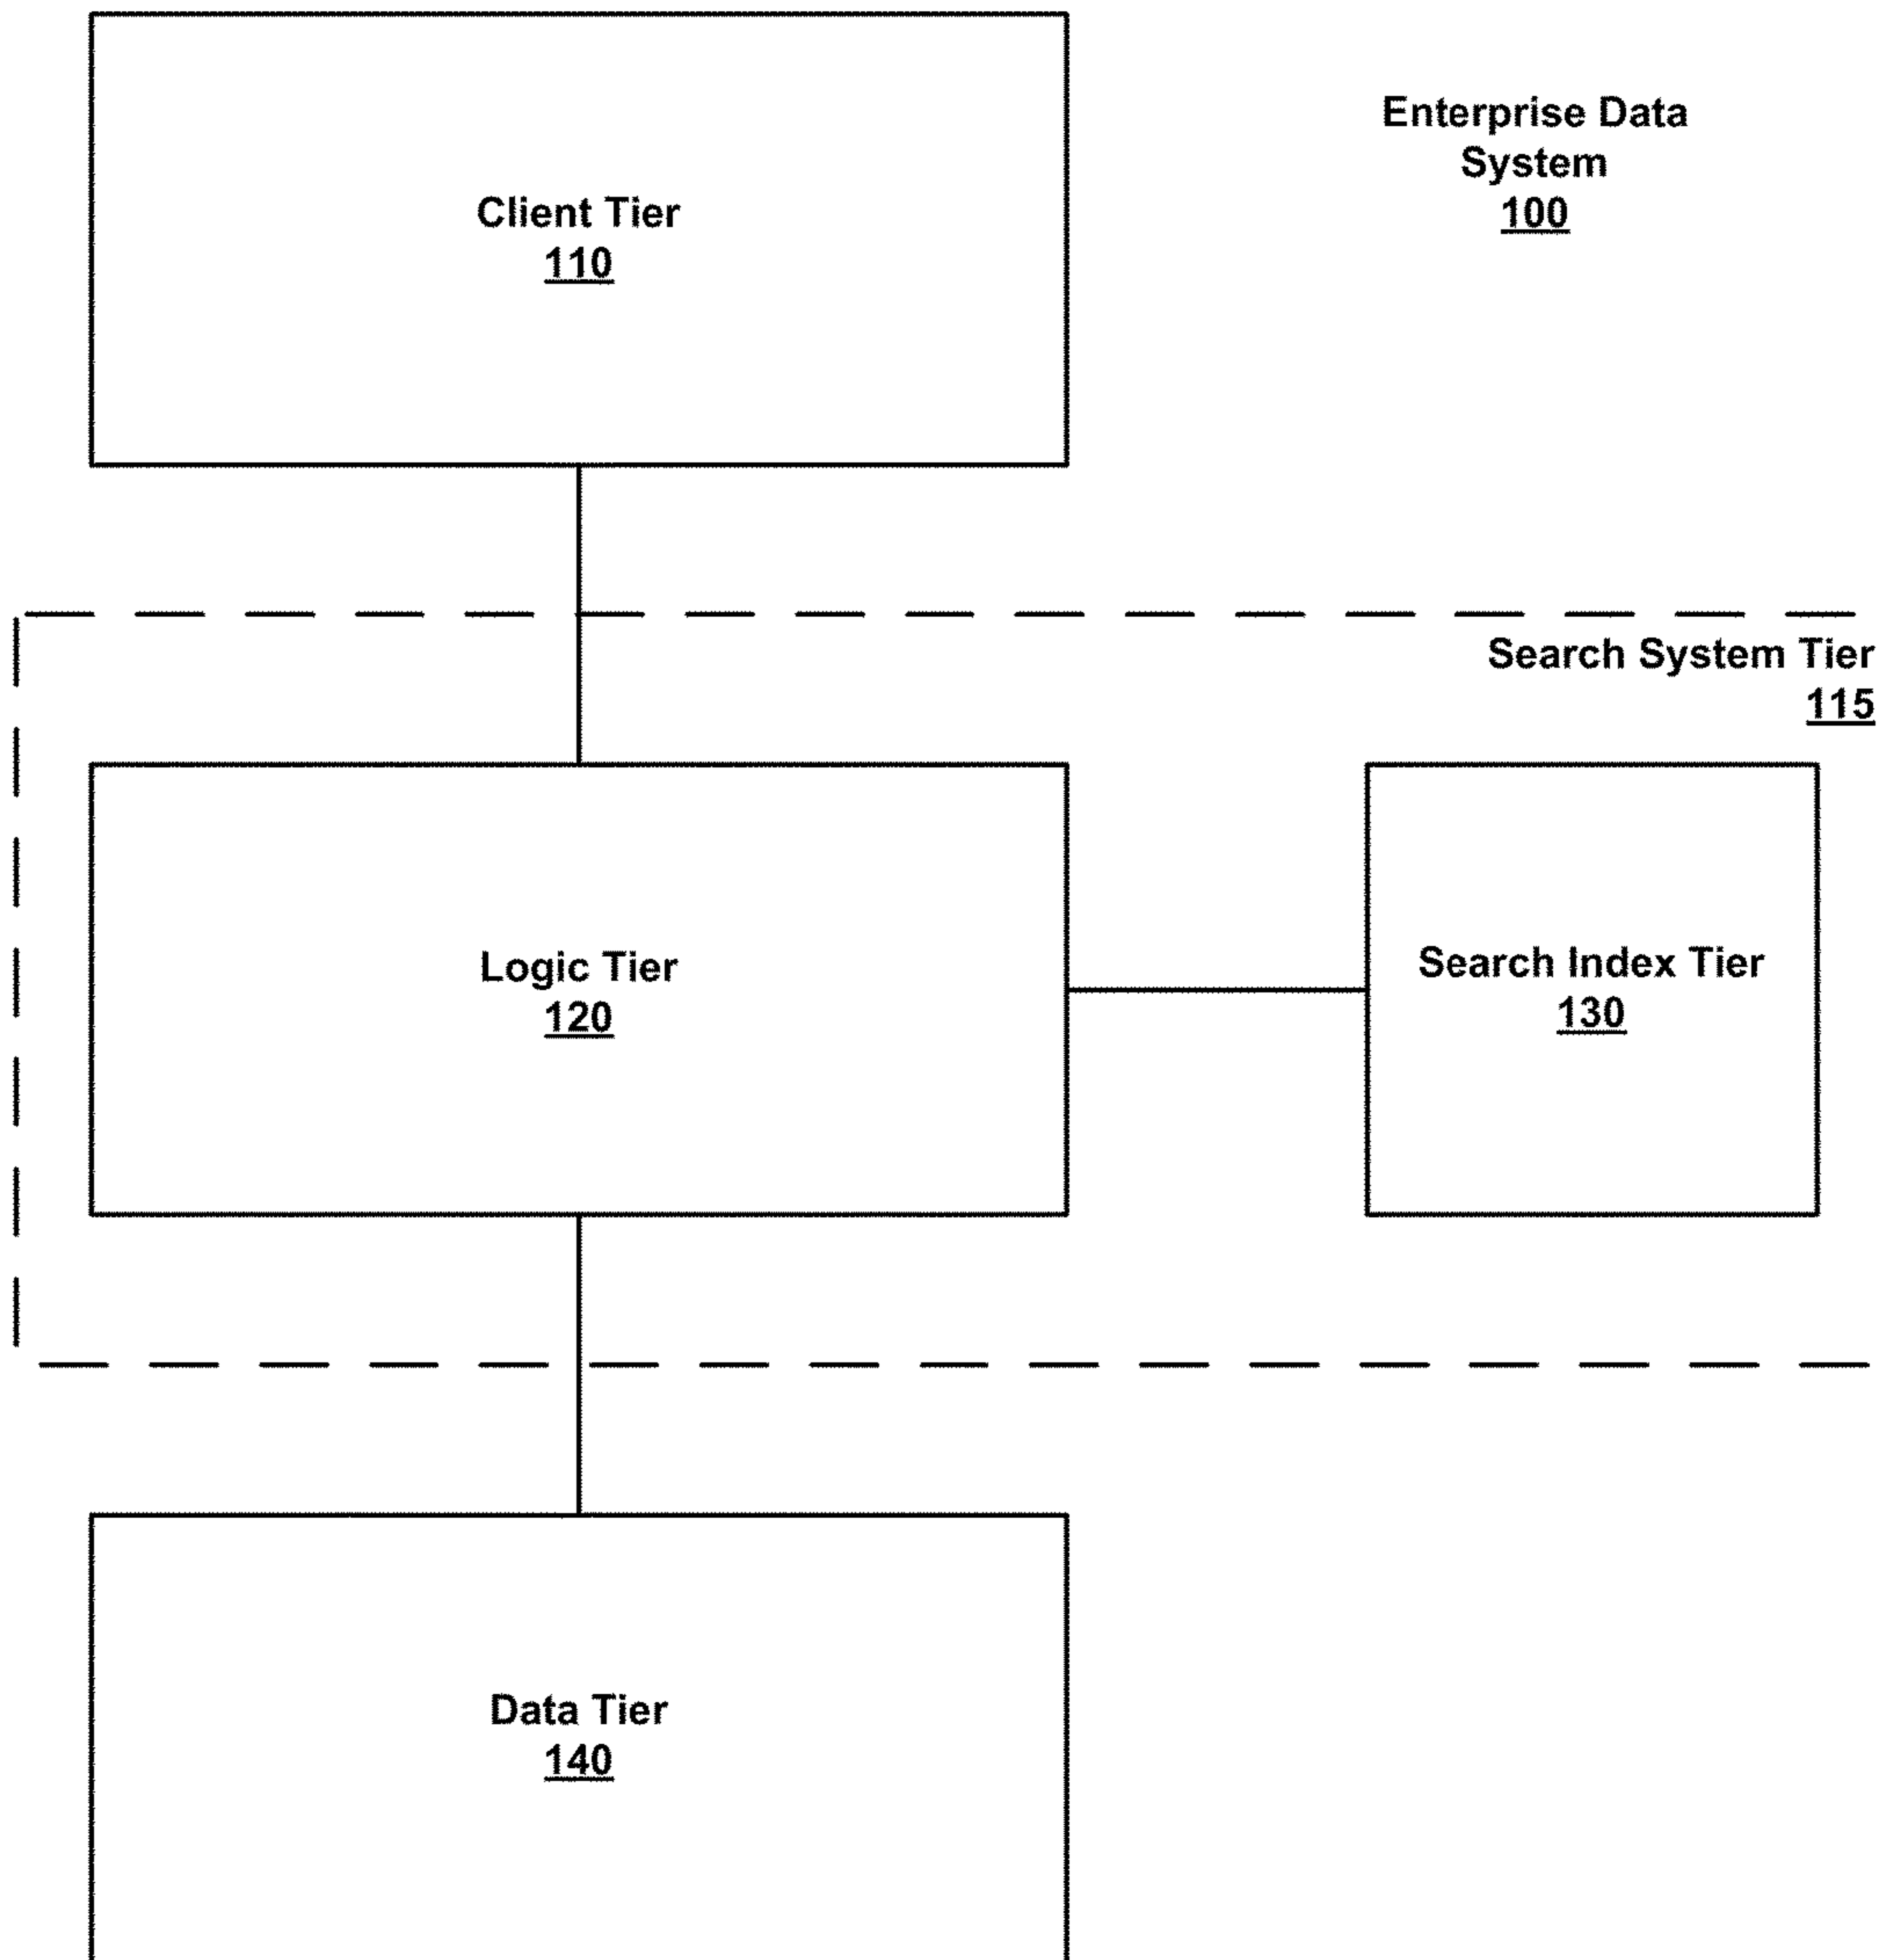 Enterprise Data
System
100
Client Tier
110
Search System Tier
115
Logic Tier
120
Search Index Tier
130
Data Tier
140